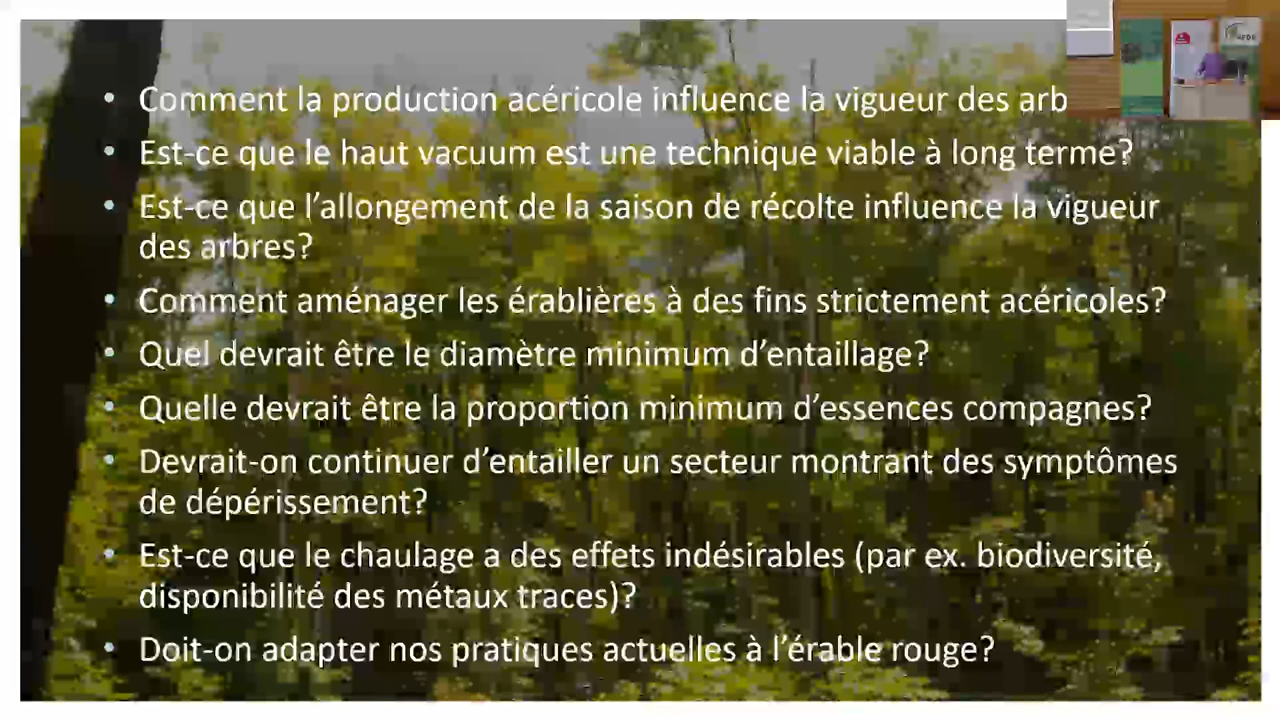 • Comment la production acéricole influence la vigueur des arb
• Est-ce que le haut vacuum est une technique viable à long terme?
• Est-ce que l’allongement de la saison de récolte influence la vigueur
des arbres?
• Comment aménager les érablières à des fins strictement acéricoles?
• Quel devrait être le diamètre minimum d’entaillage?
• Quelle devrait être la proportion minimum d’essences compagnes?
• Devrait-on continuer d’entailler un secteur montrant des symptômes
de dépérissement?
• Est-ce que le chaulage a des effets indésirables (par ex. biodiversité,
disponibilité des métaux traces)?
• Doit-on adapter nos pratiques actuelles à l’érable rouge?